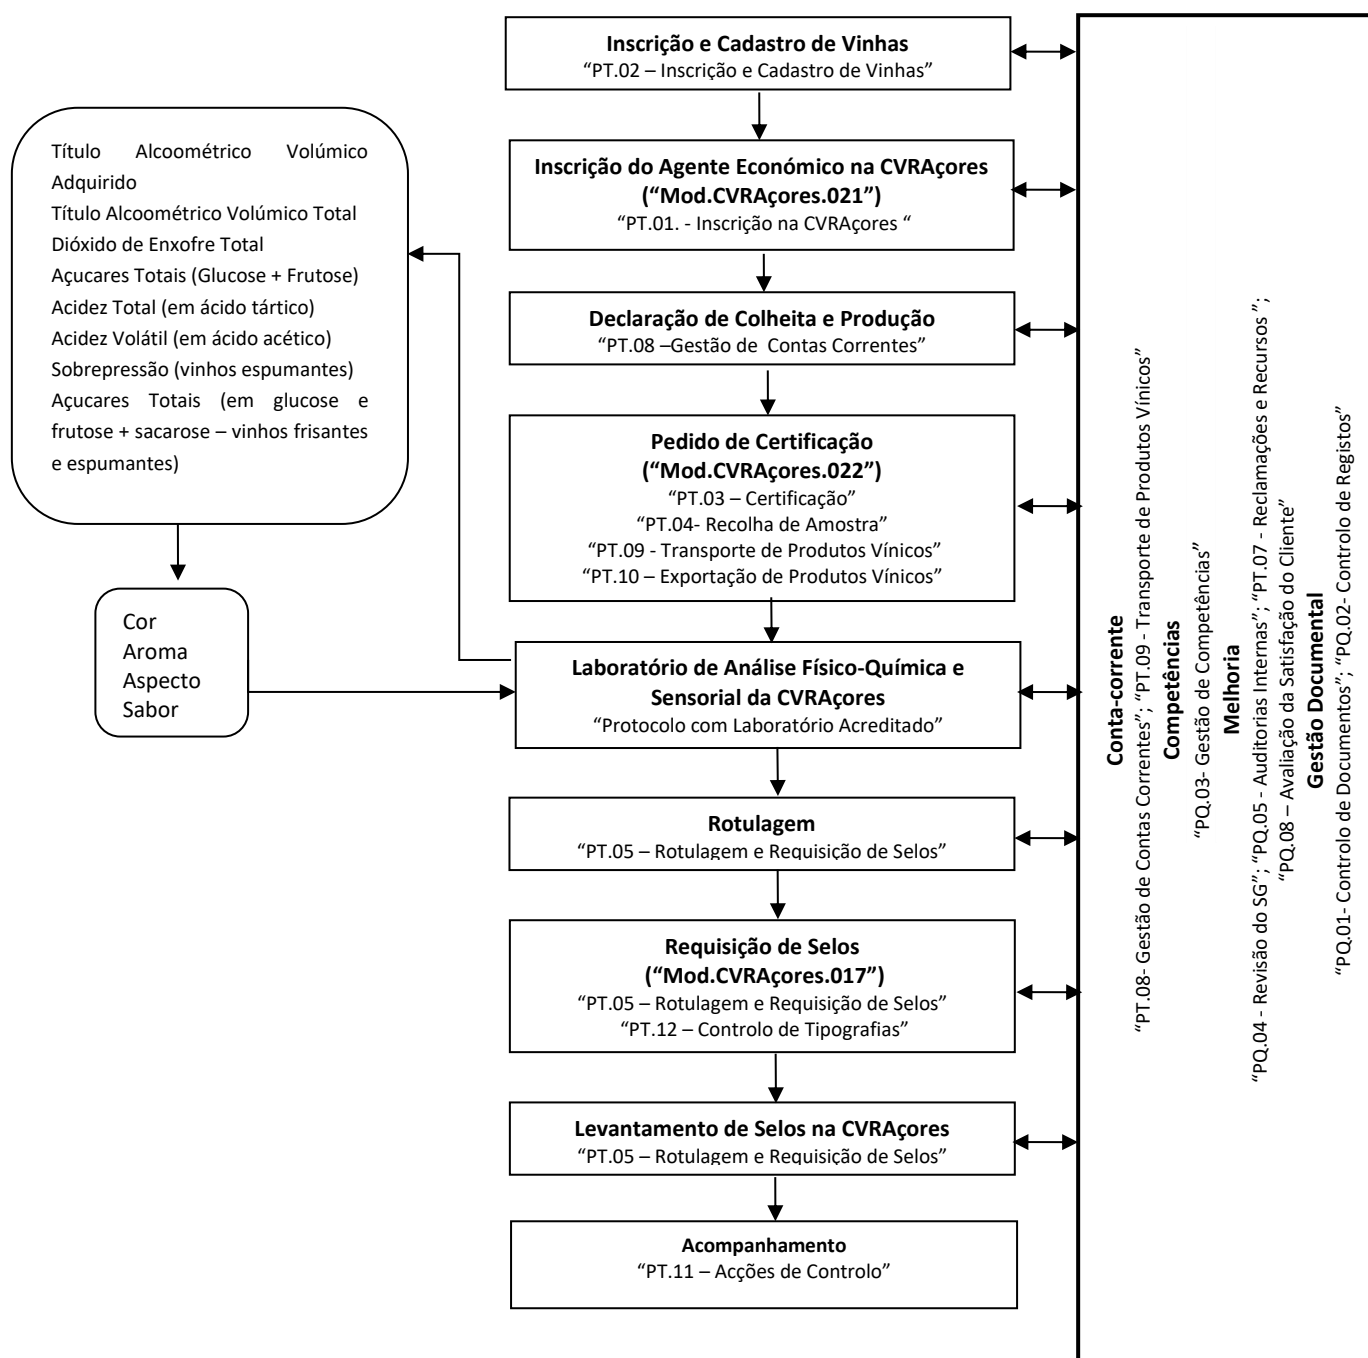 Inscrição e Cadastro de Vinhas
“PT.02 – Inscrição e Cadastro de Vinhas”
Inscrição do Agente Económico na CVRAçores
(“Mod.CVRAçores.021”)
“PT.01. - Inscrição na CVRAçores “
Declaração de Colheita e Produção
“PT.08 –Gestão de Contas Correntes”
Pedido de Certificação
(“Mod.CVRAçores.022”)
“PT.03 – Certificação”
“PT.04- Recolha de Amostra”
“PT.09 - Transporte de Produtos Vínicos”
“PT.10 – Exportação de Produtos Vínicos”
Laboratório de Análise Físico-Química e
Sensorial da CVRAçores
“Protocolo com Laboratório Acreditado”
Título Alcoométrico Volúmico
Adquirido
Título Alcoométrico Volúmico Total
Dióxido de Enxofre Total
Açucares Totais (Glucose + Frutose)
Acidez Total (em ácido tártico)
Acidez Volátil (em ácido acético)
Sobrepressão (vinhos espumantes)
Açucares Totais (em glucose e
frutose + sacarose – vinhos frisantes
e espumantes)
Cor
Aroma
Aspecto
Sabor
Rotulagem
“PT.05 – Rotulagem e Requisição de Selos”
Requisição de Selos
(“Mod.CVRAçores.017”)
“PT.05 – Rotulagem e Requisição de Selos”
“PT.12 – Controlo de Tipografias”
Levantamento de Selos na CVRAçores
“PT.05 – Rotulagem e Requisição de Selos”
Acompanhamento
“PT.11 – Acções de Controlo”
Conta-corrente
“PT.08- Gestão de Contas Correntes”; “PT.09 - Transporte de Produtos Vínicos”
Competências
“PQ.03- Gestão de Competências”
Melhoria
“PQ.04 - Revisão do SG”; “PQ.05 - Auditorias Internas”; “PT.07 - Reclamações e Recursos ”;
“PQ.08 – Avaliação da Satisfação do Cliente”
Gestão Documental
“PQ.01- Controlo de Documentos”; “PQ.02- Controlo de Registos”